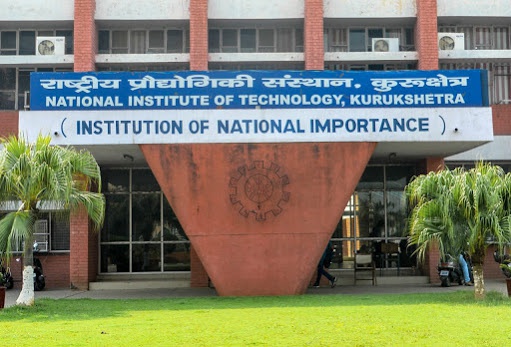 राष्ट्रीय प्रौद्योगिकी संस्थान, कुरूक्षेत्र
NATIONAL INSTITUTE OF TECHNOLOGY, KURUKSHETRA
( INSTITUTION OF NATIONAL IMPORTANCE )